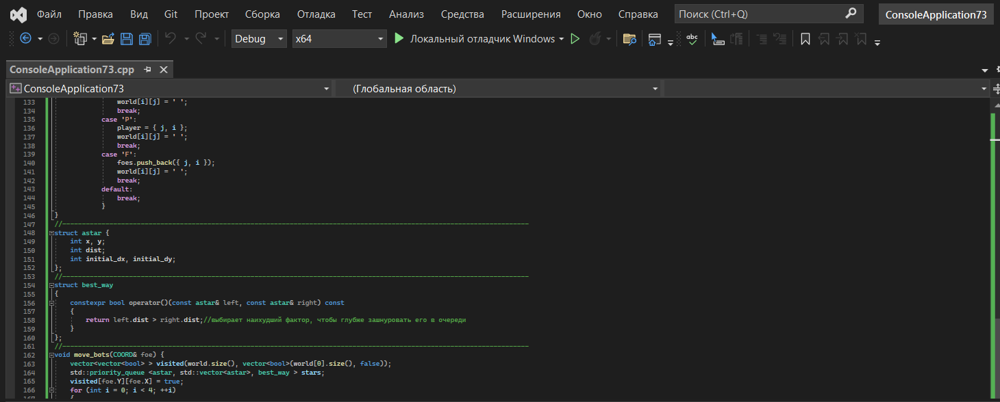 Файл Правка Вид Git Проект Сборка Отладка Тест Анализ Средства Расширения Окно Справка Поиск (Ctrl+Q) ConsoleApplication73
Debug x64 Локальный отладчик Windows abc
ConsoleApplication73.cpp
ConsoleApplication73 (Глобальная область)
133 world[i][j] = ' ';
134 break;
135 case 'P':
136 player = { j, i };
137 world[i][j] = ' ';
138 break;
139 case 'F':
140 foes.push_back({ j, i });
141 world[i][j] = ' ';
142 break;
143 default:
144 break;
145 }
146 }
147 //------------------------------------------------------------------------------------------------------------------------
148 struct astar {
149 int x, y;
150 int dist;
151 int initial_dx, initial_dy;
152 };
153 //------------------------------------------------------------------------------------------------------------------------
154 struct best_way
155 {
156 constexpr bool operator()(const astar& left, const astar& right) const
157 {
158 return left.dist > right.dist;//выбирает наихудший фактор, чтобы глубже зашнуровать его в очереди
159 }
160 };
161 //------------------------------------------------------------------------------------------------------------------------
162 void move_bots(COORD& foe) {
163 vector<vector<bool> > visited(world.size(), vector<bool>(world[0].size(), false));
164 std::priority_queue <astar, std::vector<astar>, best_way > stars;
165 visited[foe.Y][foe.X] = true;
166 for (int i = 0; i < 4; ++i)
167 {